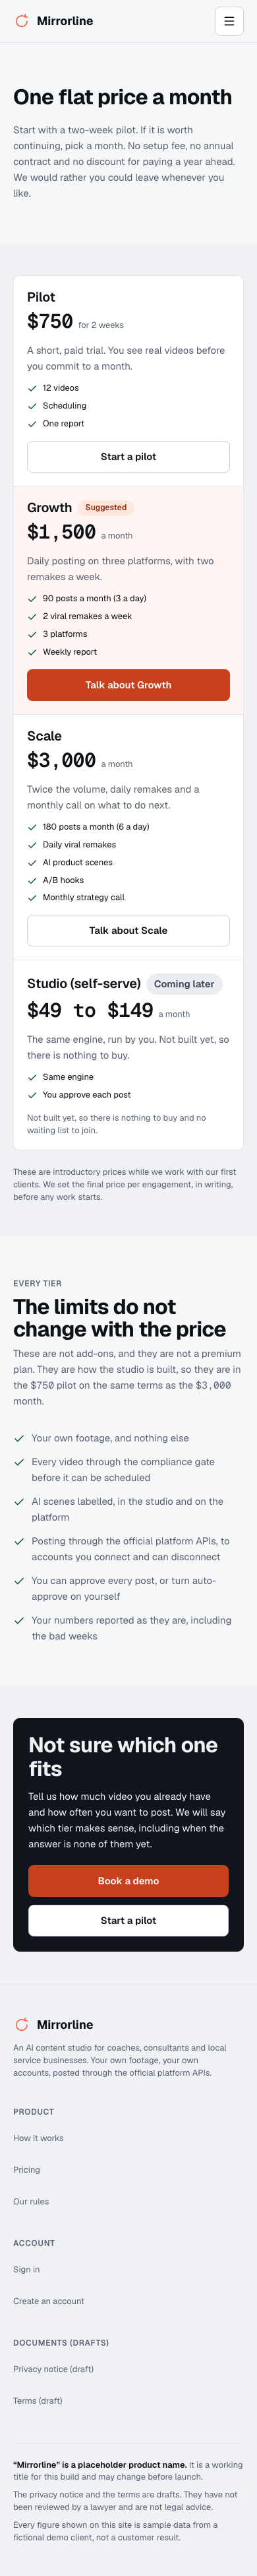 Mirrorline
One flat price a month
Start with a two-week pilot. If it is worth
continuing, pick a month. No setup fee, no annual
contract and no discount for paying a year ahead.
We would rather you could leave whenever you
like.
Pilot
$750 for 2 weeks
A short, paid trial. You see real videos before
you commit to a month.
12 videos
Scheduling
One report
Start a pilot
Growth Suggested
$1,500 a month
Daily posting on three platforms, with two
remakes a week.
90 posts a month (3 a day)
2 viral remakes a week
3 platforms
Weekly report
Talk about Growth
Scale
$3,000 a month
Twice the volume, daily remakes and a
monthly call on what to do next.
180 posts a month (6 a day)
Daily viral remakes
AI product scenes
A/B hooks
Monthly strategy call
Talk about Scale
Studio (self-serve) Coming later
$49 to $149 a month
The same engine, run by you. Not built yet, so
there is nothing to buy.
Same engine
You approve each post
Not built yet, so there is nothing to buy and no
waiting list to join.
These are introductory prices while we work with our first
clients. We set the final price per engagement, in writing,
before any work starts.
EVERY TIER
The limits do not
change with the price
These are not add-ons, and they are not a premium
plan. They are how the studio is built, so they are in
the $750 pilot on the same terms as the $3,000
month.
Your own footage, and nothing else
Every video through the compliance gate
before it can be scheduled
AI scenes labelled, in the studio and on the
platform
Posting through the official platform APIs, to
accounts you connect and can disconnect
You can approve every post, or turn auto-
approve on yourself
Your numbers reported as they are, including
the bad weeks
Not sure which one
fits
Tell us how much video you already have
and how often you want to post. We will say
which tier makes sense, including when the
answer is none of them yet.
Book a demo
Start a pilot
Mirrorline
An AI content studio for coaches, consultants and local
service businesses. Your own footage, your own
accounts, posted through the official platform APIs.
PRODUCT
How it works
Pricing
Our rules
ACCOUNT
Sign in
Create an account
DOCUMENTS (DRAFTS)
Privacy notice (draft)
Terms (draft)
“Mirrorline” is a placeholder product name. It is a working
title for this build and may change before launch.
The privacy notice and the terms are drafts. They have not
been reviewed by a lawyer and are not legal advice.
Every figure shown on this site is sample data from a
fictional demo client, not a customer result.